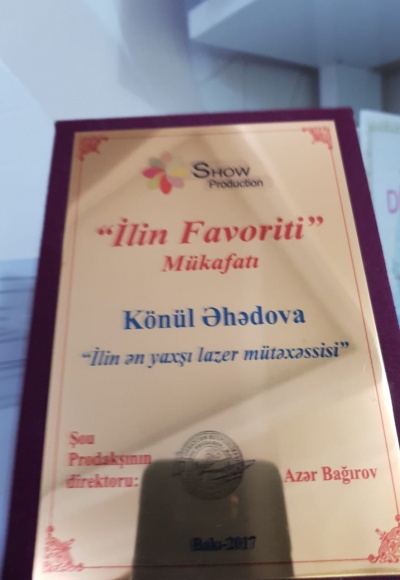 SHOW
Production
“İlin Favoriti”
Mükafatı
Könül Əhədova
“İlin ən yaxşı lazer mütəxəssisi”
Şou
Prodakşının
direktoru:
Azər Bağırov
Bakı-2017